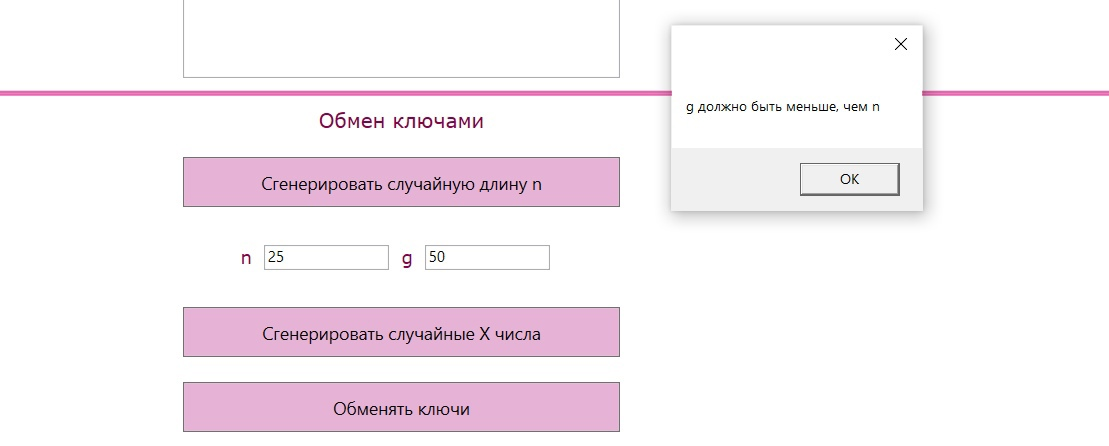 Обмен ключами
Сгенерировать случайную длину n
n 25 g 50
Сгенерировать случайные X числа
Обменять ключи
g должно быть меньше, чем n
OK